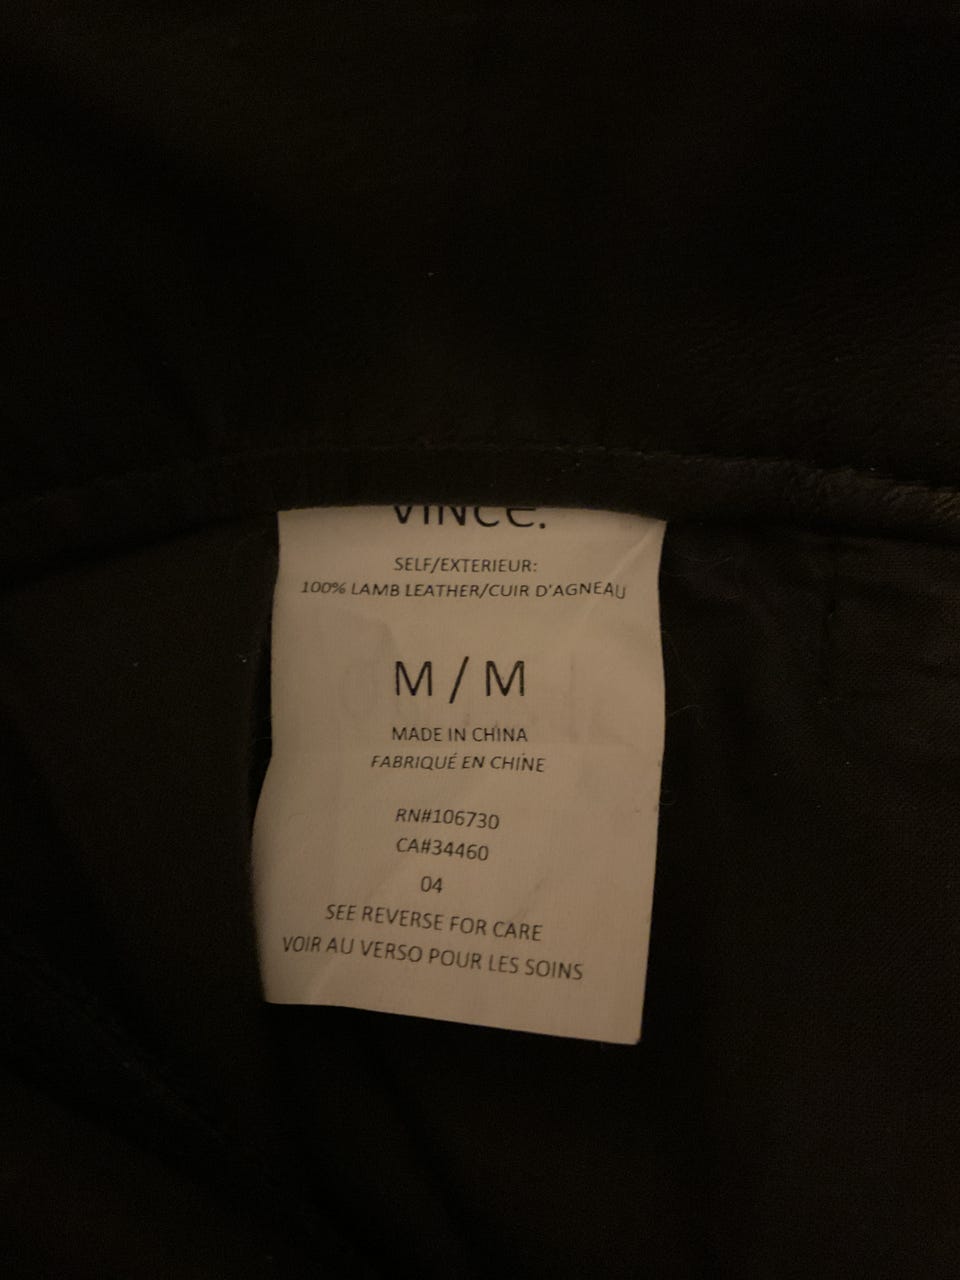 VINCE.
SELF/EXTERIEUR:
100% LAMB LEATHER/CUIR D'AGNEAU
M / M
MADE IN CHINA
FABRIQUÉ EN CHINE
RN#106730
CA#34460
04
SEE REVERSE FOR CARE
VOIR AU VERSO POUR LES SOINS